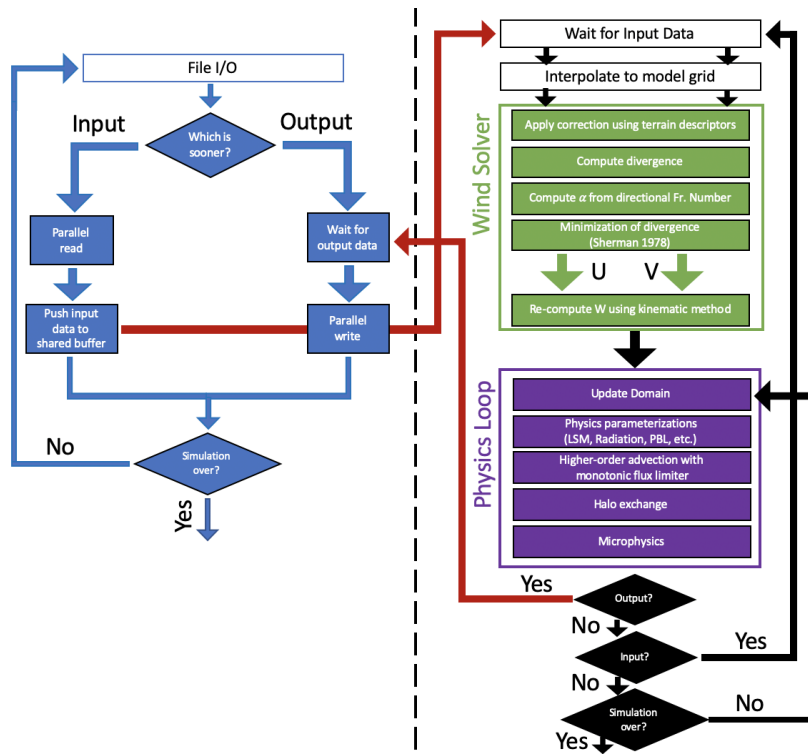 File I/O
Input
Output
Which is
sooner?
Parallel
read
Wait for
output data
Push input
data to
shared buffer
Parallel
write
No
Simulation
over?
Yes
Wait for Input Data
Interpolate to model grid
Wind Solver
Apply correction using terrain descriptors
Compute divergence
Compute α from directional Fr. Number
Minimization of divergence
(Sherman 1978)
U
V
Re-compute W using kinematic method
Physics Loop
Update Domain
Physics parameterizations
(LSM, Radiation, PBL, etc.)
Higher-order advection with
monotonic flux limiter
Halo exchange
Microphysics
Yes
Output?
No
Input?
Yes
No
Simulation
over?
No
Yes